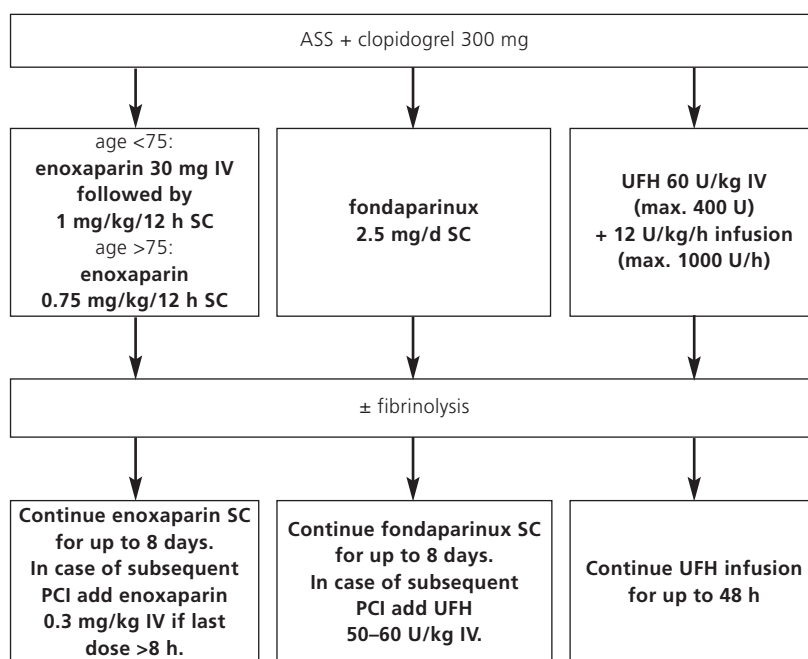 ASS + clopidogrel 300 mg
age <75:
enoxaparin 30 mg IV
followed by
1 mg/kg/12 h SC
age >75:
enoxaparin
0.75 mg/kg/12 h SC
fondaparinux
2.5 mg/d SC
UFH 60 U/kg IV
(max. 400 U)
+ 12 U/kg/h infusion
(max. 1000 U/h)
± fibrinolysis
Continue enoxaparin SC
for up to 8 days.
In case of subsequent
PCI add enoxaparin
0.3 mg/kg IV if last
dose >8 h.
Continue fondaparinux SC
for up to 8 days.
In case of subsequent
PCI add UFH
50–60 U/kg IV.
Continue UFH infusion
for up to 48 h